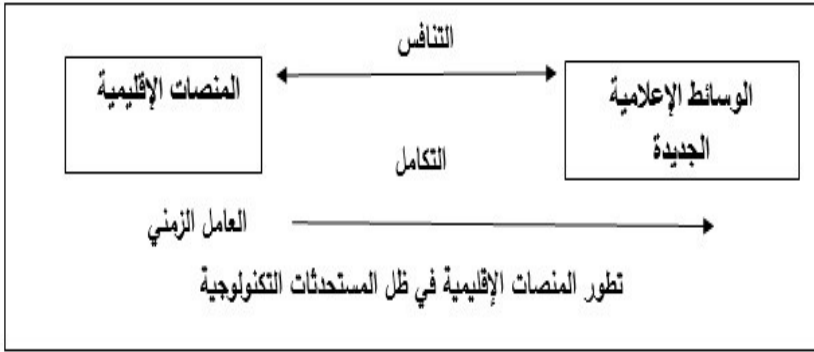 التنافس
الوسائط الإعلامية
الجديدة
المنصات الإقليمية
التكامل
العامل الزمني
تطور المنصات الإقليمية في ظل المستحدثات التكنولوجية